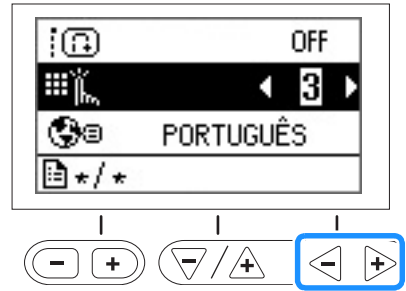 OFF
3
PORTUGUÊS
*/*
- +
- / +
- +